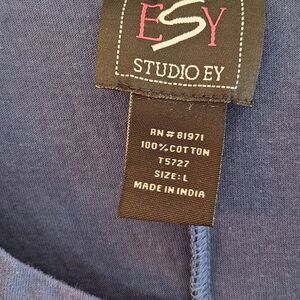 ESY
STUDIO EY
RN #81971
100% COTTON
T5727
SIZE: L
MADE IN INDIA